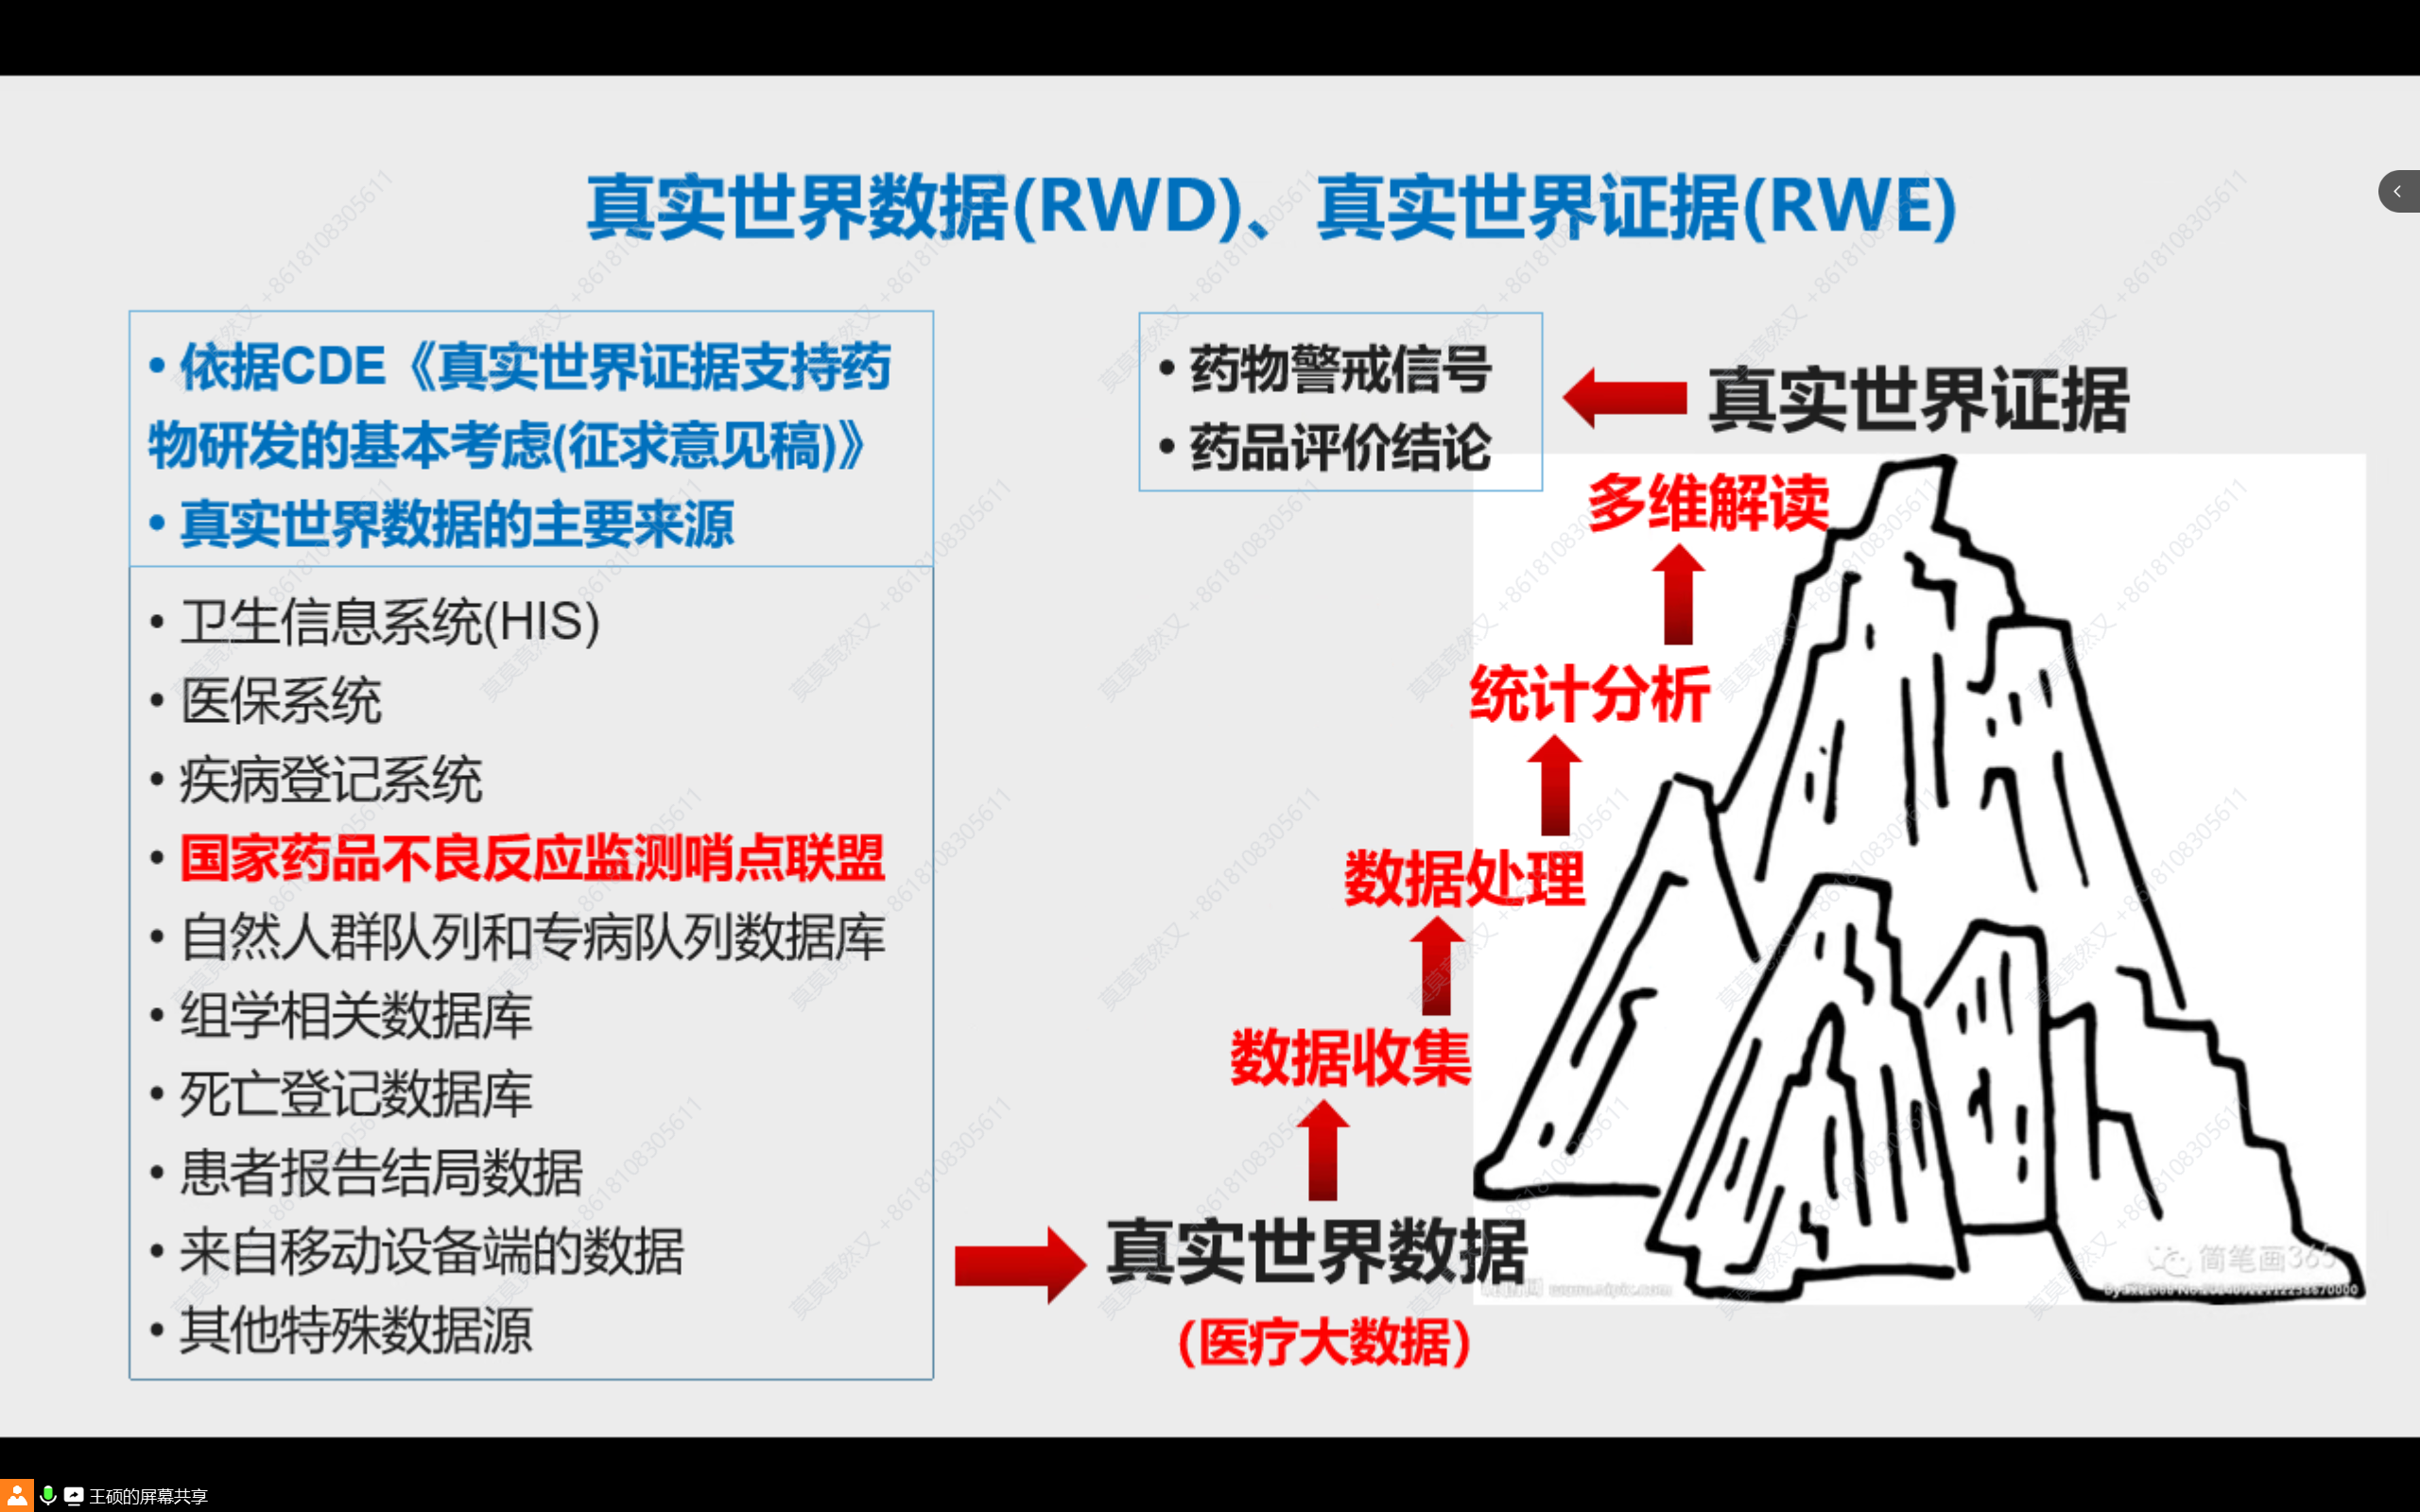 真实世界数据(RWD)、真实世界证据(RWE)
• 依据CDE《真实世界证据支持药
物研发的基本考虑(征求意见稿)》
• 真实世界数据的主要来源
• 卫生信息系统(HIS)
• 医保系统
• 疾病登记系统
• 国家药品不良反应监测哨点联盟
• 自然人群队列和专病队列数据库
• 组学相关数据库
• 死亡登记数据库
• 患者报告结局数据
• 来自移动设备端的数据
• 其他特殊数据源
• 药物警戒信号
• 药品评价结论
真实世界证据
多维解读
统计分析
数据处理
数据收集
真实世界数据
(医疗大数据)
简笔画365
www.nipic.com
王硕的屏幕共享